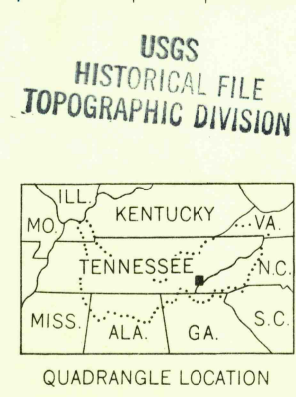 USGS
HISTORICAL FILE
TOPOGRAPHIC DIVISION
ILL.
MO. KENTUCKY VA.
TENNESSEE N.C.
MISS. ALA. GA. S.C.
QUADRANGLE LOCATION